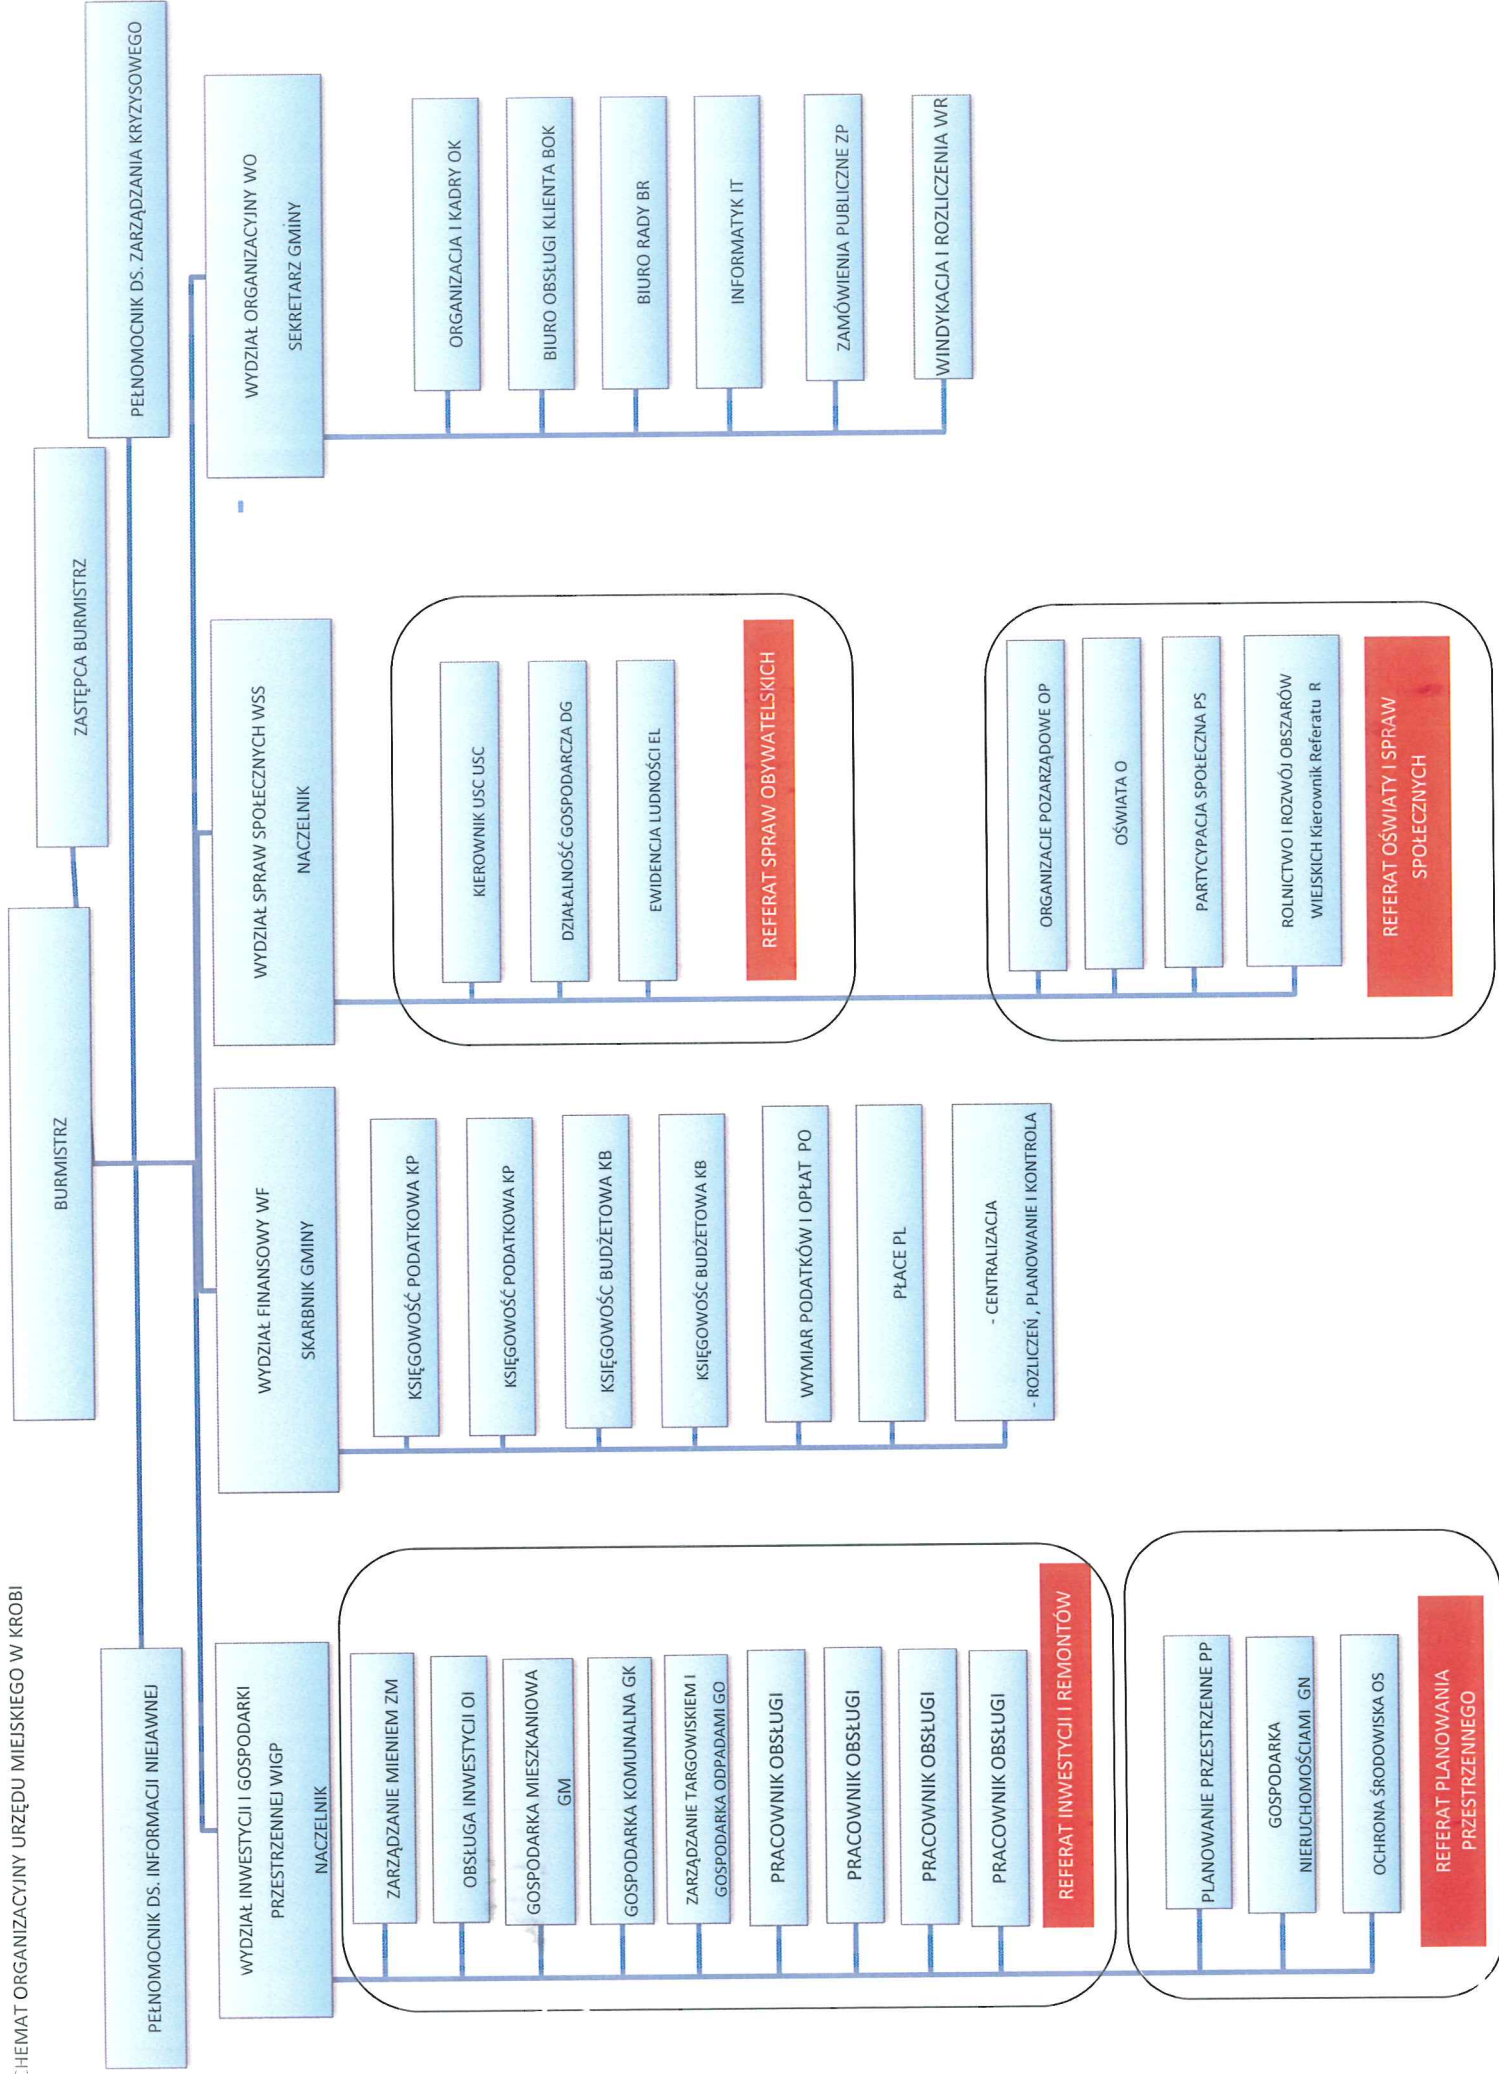 CHEMAT ORGANIZACYJNY URZĘDU MIEJSKIEGO W KROBI
BURMISTRZ
ZASTĘPCA BURMISTRZ
PEŁNOMOCNIK DS. INFORMACJI NIEJAWNEJ
PEŁNOMOCNIK DS. ZARZĄDZANIA KRYZYSOWEGO
WYDZIAŁ INWESTYCJI I GOSPODARKI
PRZESTRZENNEJ WIGP
NACZELNIK
ZARZĄDZANIE MIENIEM ZM
OBSŁUGA INWESTYCJI OI
GOSPODARKA MIESZKANIOWA
GM
GOSPODARKA KOMUNALNA GK
ZARZĄDZANIE TARGOWISKIEM I
GOSPODARKA ODPADAMI GO
PRACOWNIK OBSŁUGI
PRACOWNIK OBSŁUGI
PRACOWNIK OBSŁUGI
PRACOWNIK OBSŁUGI
REFERAT INWESTYCJI I REMONTÓW
PLANOWANIE PRZESTRZENNE PP
GOSPODARKA
NIERUCHOMOŚCIAMI GN
OCHRONA ŚRODOWISKA OS
REFERAT PLANOWANIA
PRZESTRZENNEGO
WYDZIAŁ FINANSOWY WF
SKARBNIK GMINY
KSIĘGOWOŚĆ PODATKOWA KP
KSIĘGOWOŚĆ PODATKOWA KP
KSIĘGOWOŚC BUDŻETOWA KB
KSIĘGOWOŚC BUDŻETOWA KB
WYMIAR PODATKÓW I OPŁAT PO
PŁACE PL
- CENTRALIZACJA
- ROZLICZEŃ , PLANOWANIE I KONTROLA
WYDZIAŁ SPRAW SPOŁECZNYCH WSS
NACZELNIK
KIEROWNIK USC USC
DZIAŁALNOŚĆ GOSPODARCZA DG
EWIDENCJA LUDNOŚCI EL
REFERAT SPRAW OBYWATELSKICH
ORGANIZACJE POZARZĄDOWE OP
OŚWIATA O
PARTYCYPACJA SPOŁECZNA PS
ROLNICTWO I ROZWÓJ OBSZARÓW
WIEJSKICH Kierownik Referatu R
REFERAT OŚWIATY I SPRAW
SPOŁECZNYCH
WYDZIAŁ ORGANIZACYJNY WO
SEKRETARZ GMINY
ORGANIZACJA I KADRY OK
BIURO OBSŁUGI KLIENTA BOK
BIURO RADY BR
INFORMATYK IT
ZAMÓWIENIA PUBLICZNE ZP
WINDYKACJA I ROZLICZENIA WR